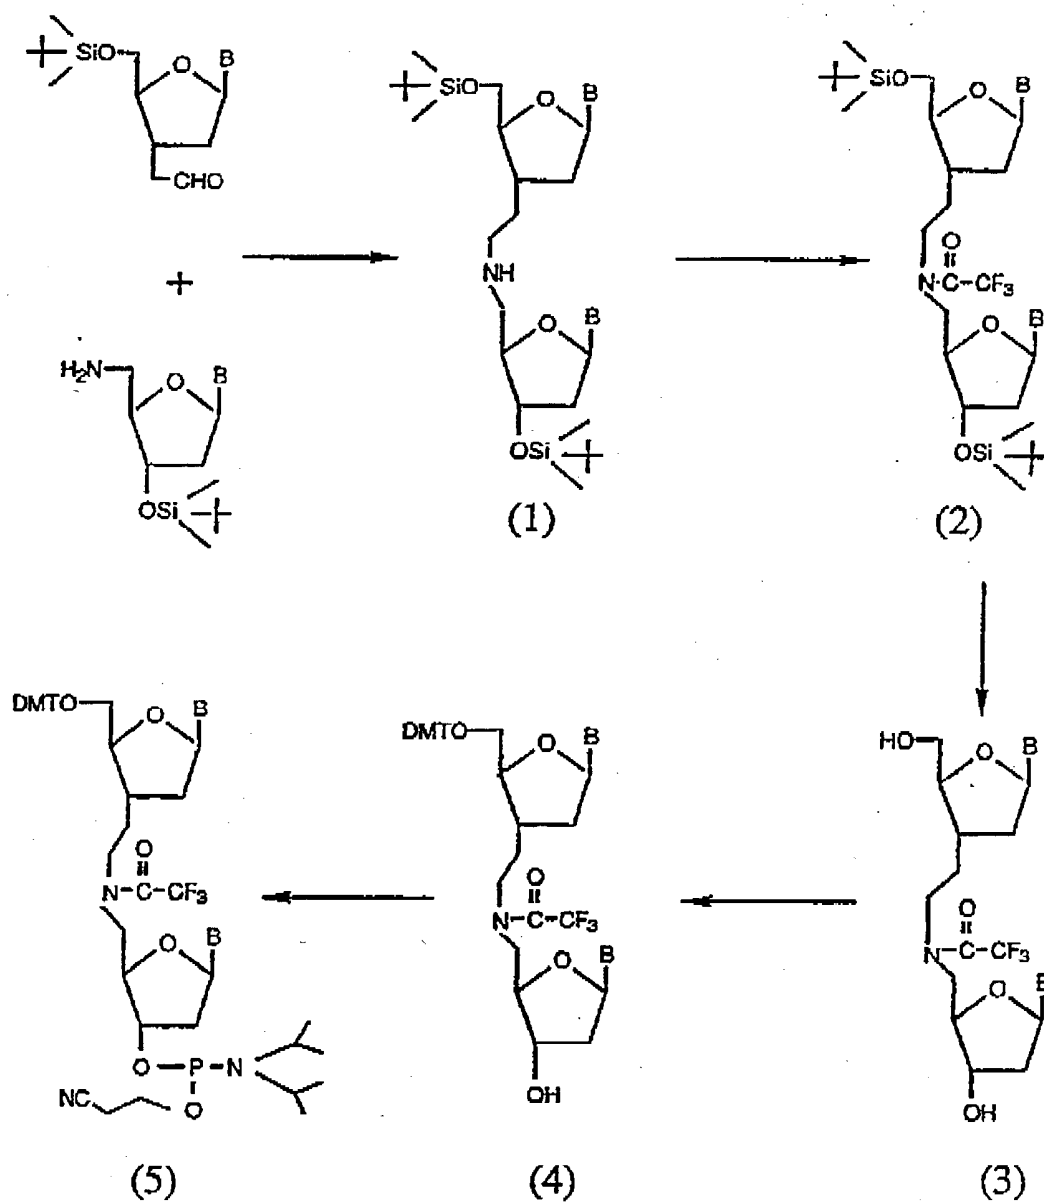 SiO
O
B
CHO
+
H₂N
O
B
OSi
SiO
O
B
NH
O
B
OSi
(1)
SiO
O
B
O
N-C-CF₃
O
B
OSi
(2)
HO
O
B
O
N-C-CF₃
O
B
OH
(3)
DMTO
O
B
O
N-C-CF₃
O
B
OH
(4)
DMTO
O
B
O
N-C-CF₃
O
B
O-P-N
NC
O
(5)